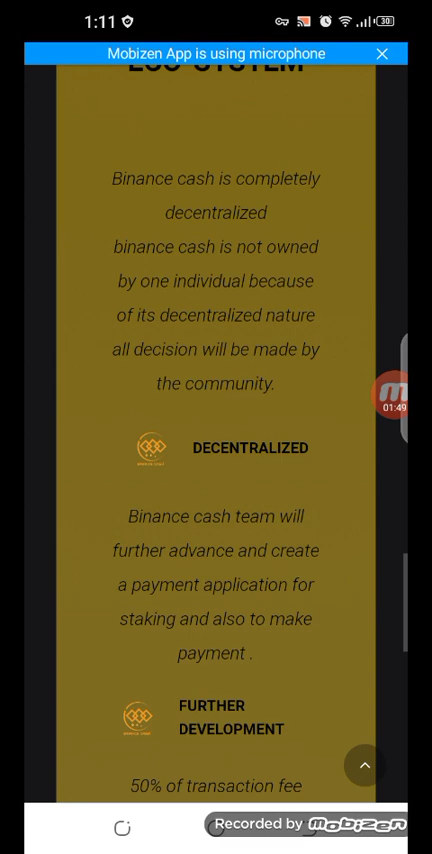 1:11
30
Mobizen App is using microphone
ECO-SYSTEM
Binance cash is completely
decentralized
binance cash is not owned
by one individual because
of its decentralized nature
all decision will be made by
the community.
01:49
DECENTRALIZED
Binance cash team will
further advance and create
a payment application for
staking and also to make
payment .
FURTHER
DEVELOPMENT
50% of transaction fee
Recorded by mobizen